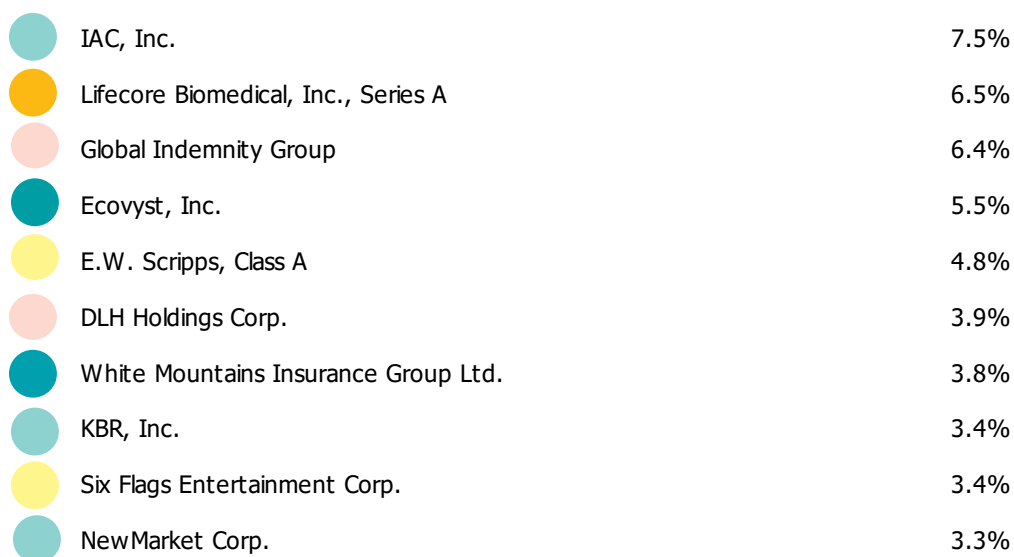 IAC, Inc. 7.5%
Lifecore Biomedical, Inc., Series A 6.5%
Global Indemnity Group 6.4%
Ecovyst, Inc. 5.5%
E.W. Scripps, Class A 4.8%
DLH Holdings Corp. 3.9%
White Mountains Insurance Group Ltd. 3.8%
KBR, Inc. 3.4%
Six Flags Entertainment Corp. 3.4%
NewMarket Corp. 3.3%